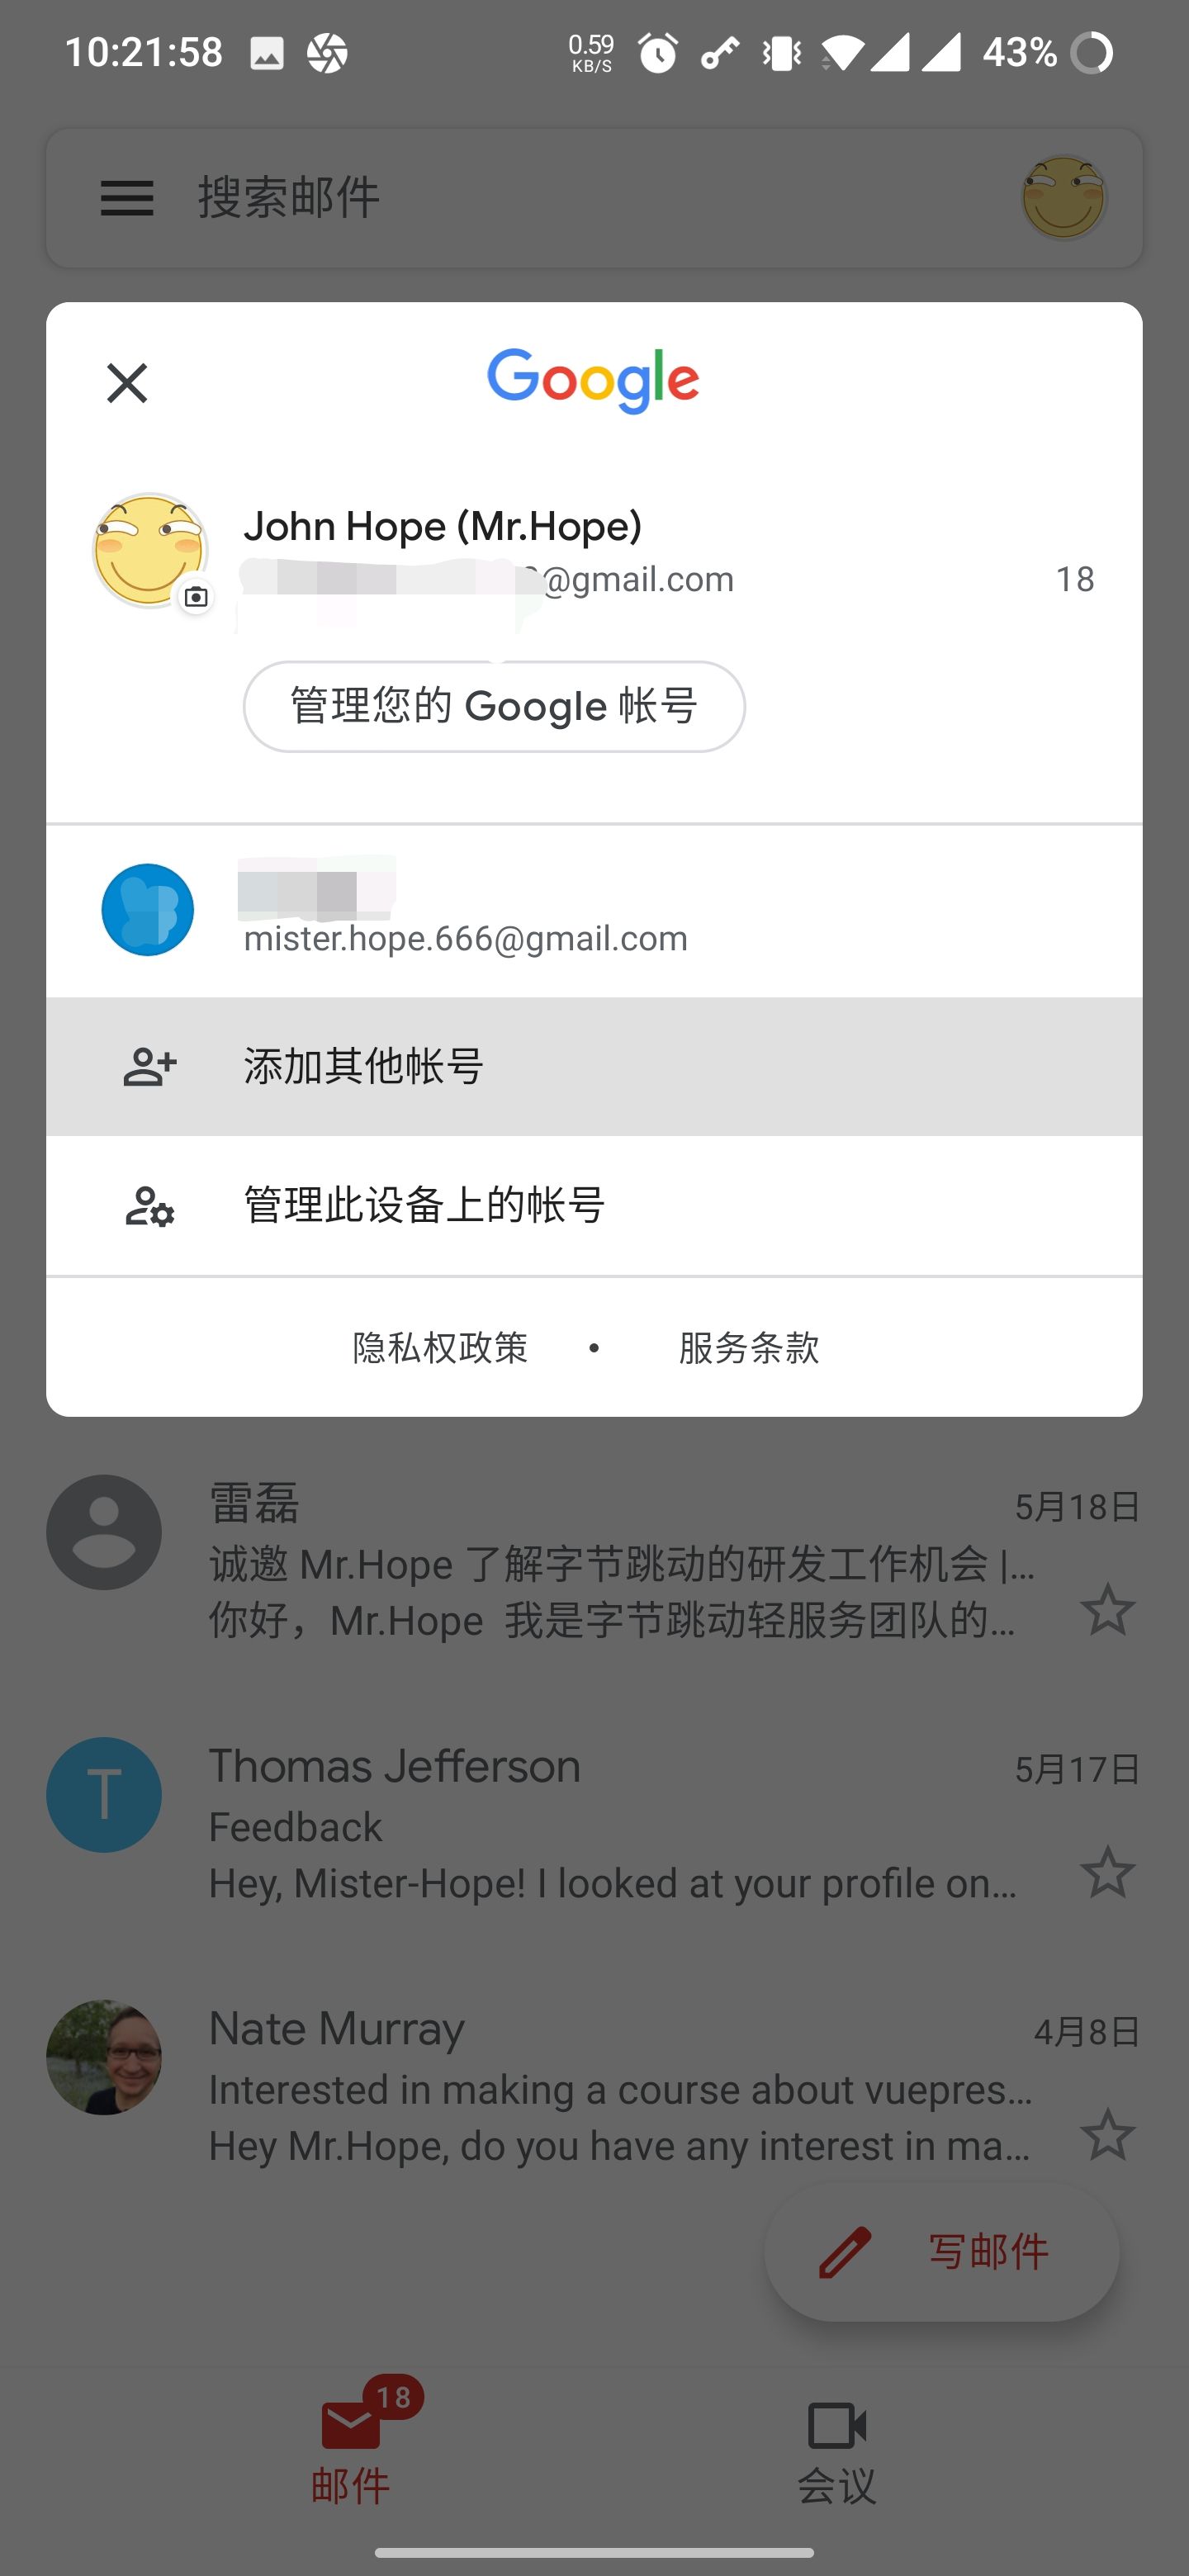 10:21:58
0.59
KB/S
43%
搜索邮件
Google
John Hope (Mr.Hope)
@gmail.com
18
管理您的 Google 帐号
mister.hope.666@gmail.com
添加其他帐号
管理此设备上的帐号
隐私权政策 • 服务条款
雷磊
5月18日
诚邀 Mr.Hope 了解字节跳动的研发工作机会 |...
你好，Mr.Hope 我是字节跳动轻服务团队的...
T
Thomas Jefferson
5月17日
Feedback
Hey, Mister-Hope! I looked at your profile on...
Nate Murray
4月8日
Interested in making a course about vuepres...
Hey Mr.Hope, do you have any interest in ma...
写邮件
18
邮件
会议